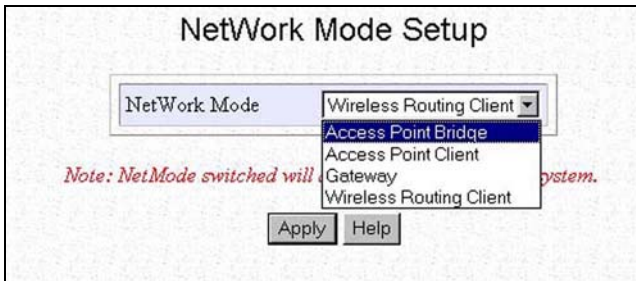 NetWork Mode Setup
NetWork Mode Wireless Routing Client
Access Point Bridge
Access Point Client
Note: NetMode switched will ystem.
Gateway
Wireless Routing Client
Apply Help